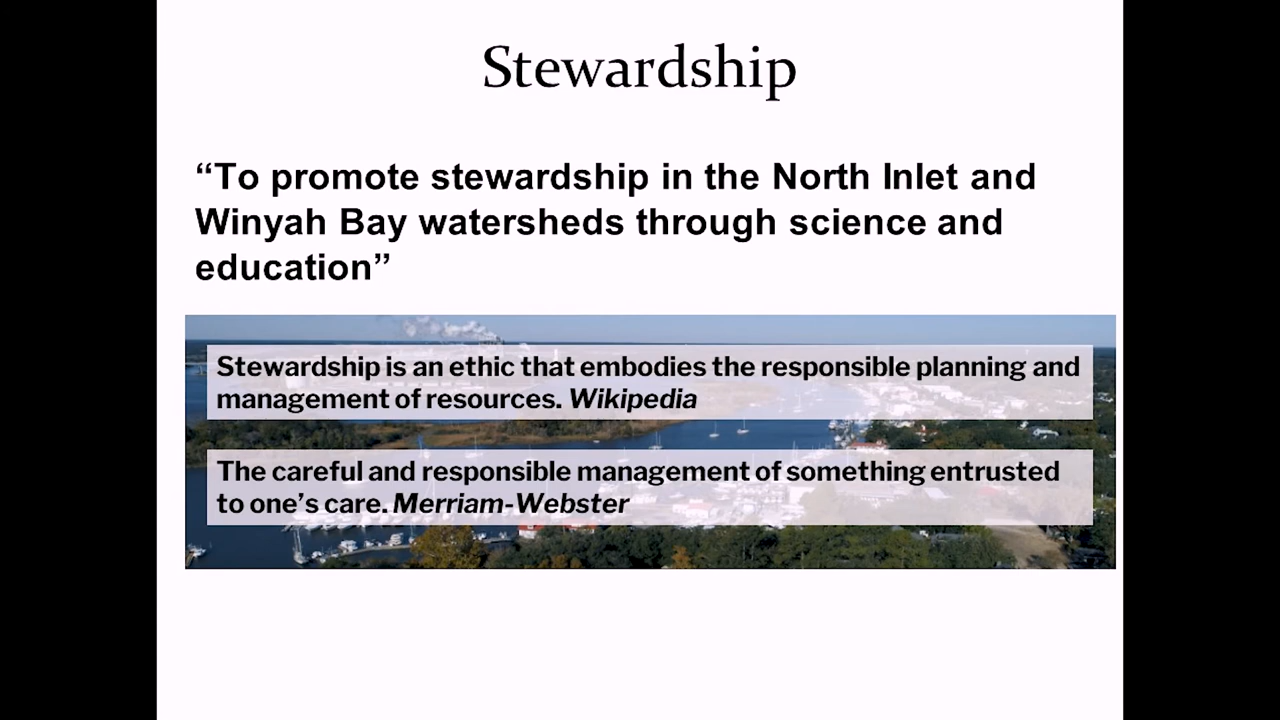 Stewardship
“To promote stewardship in the North Inlet and
Winyah Bay watersheds through science and
education”
Stewardship is an ethic that embodies the responsible planning and
management of resources. Wikipedia
The careful and responsible management of something entrusted
to one’s care. Merriam-Webster